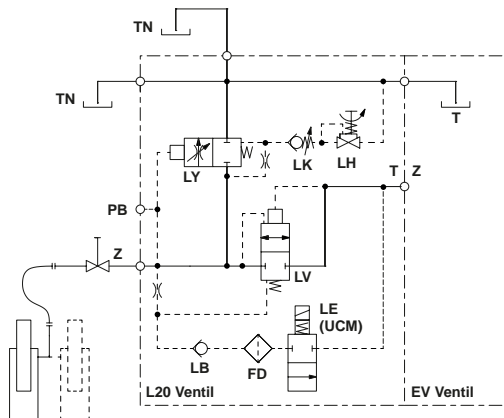 TN
TN
T
LY
LK
LH
PB
T
Z
Z
LV
LE
(UCM)
LB
FD
L20 Ventil
EV Ventil